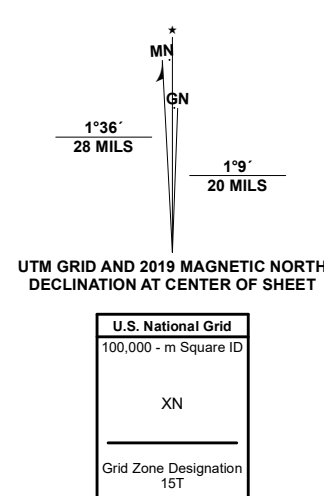 ★
MN
GN
1°36´
28 MILS
1°9´
20 MILS
UTM GRID AND 2019 MAGNETIC NORTH
DECLINATION AT CENTER OF SHEET
U.S. National Grid
100,000 - m Square ID
XN
Grid Zone Designation
15T